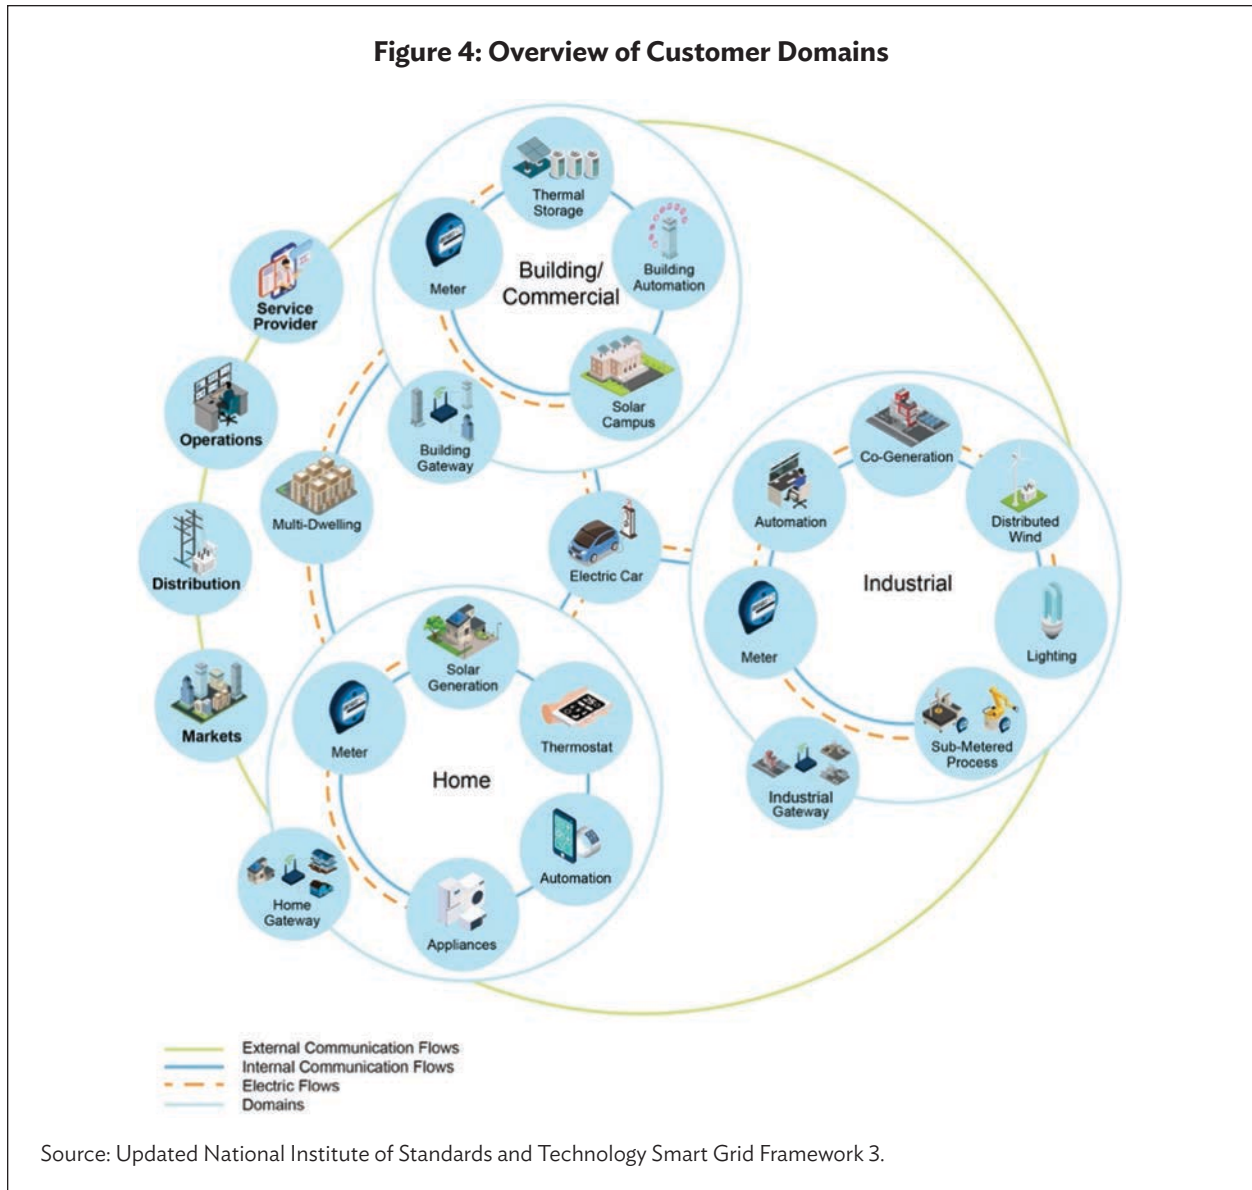 Figure 4: Overview of Customer Domains
Thermal
Storage
Meter
Building/
Commercial
Building
Automation
Service
Provider
Solar
Campus
Operations
Building
Gateway
Co-Generation
Multi-Dwelling
Automation
Distributed
Wind
Distribution
Electric Car
Industrial
Solar
Generation
Meter
Lighting
Markets
Meter
Thermostat
Sub-Metered
Process
Home
Industrial
Gateway
Automation
Home
Gateway
Appliances
External Communication Flows
Internal Communication Flows
Electric Flows
Domains
Source: Updated National Institute of Standards and Technology Smart Grid Framework 3.